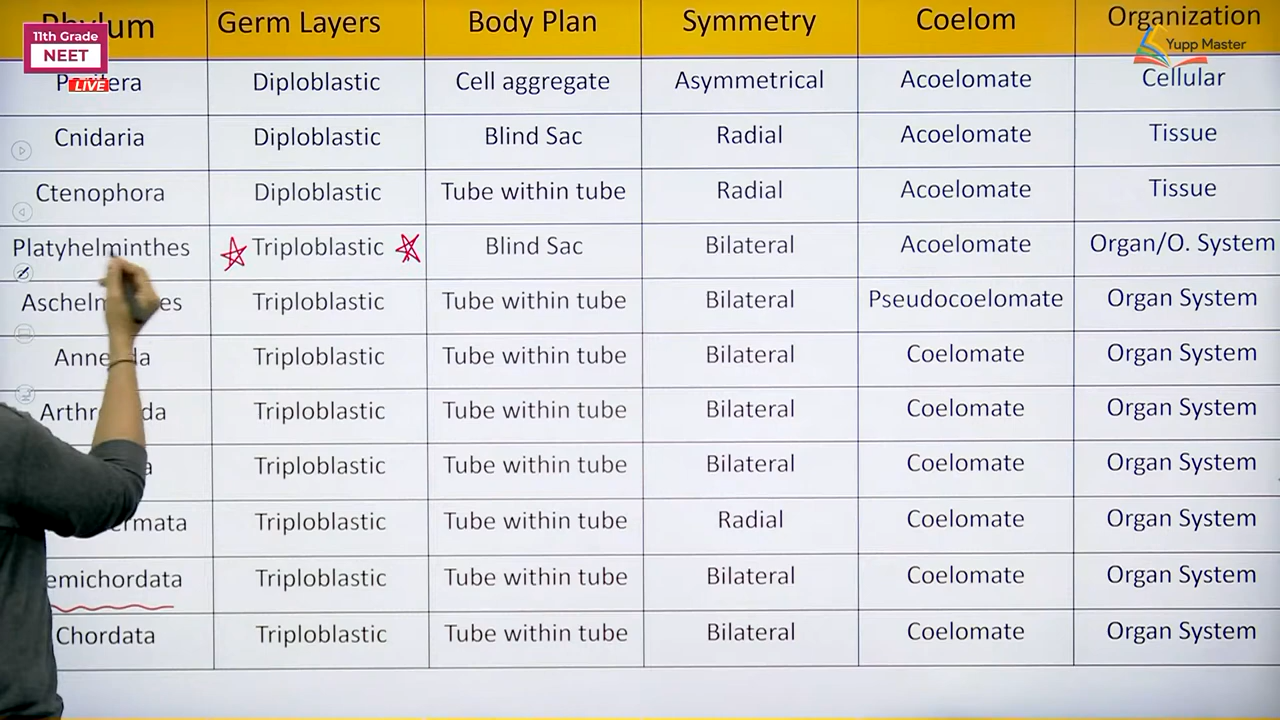 Phylum Germ Layers Body Plan Symmetry Coelom Organization
11th Grade
NEET
LIVE
Yupp Master
Diploblastic Cell aggregate Asymmetrical Acoelomate Cellular
Cnidaria Diploblastic Blind Sac Radial Acoelomate Tissue
Ctenophora Diploblastic Tube within tube Radial Acoelomate Tissue
Platyhelminthes Triploblastic Blind Sac Bilateral Acoelomate Organ/O. System
Triploblastic Tube within tube Bilateral Pseudocoelomate Organ System
Triploblastic Tube within tube Bilateral Coelomate Organ System
Triploblastic Tube within tube Bilateral Coelomate Organ System
Triploblastic Tube within tube Bilateral Coelomate Organ System
Triploblastic Tube within tube Radial Coelomate Organ System
emichordata Triploblastic Tube within tube Bilateral Coelomate Organ System
Chordata Triploblastic Tube within tube Bilateral Coelomate Organ System